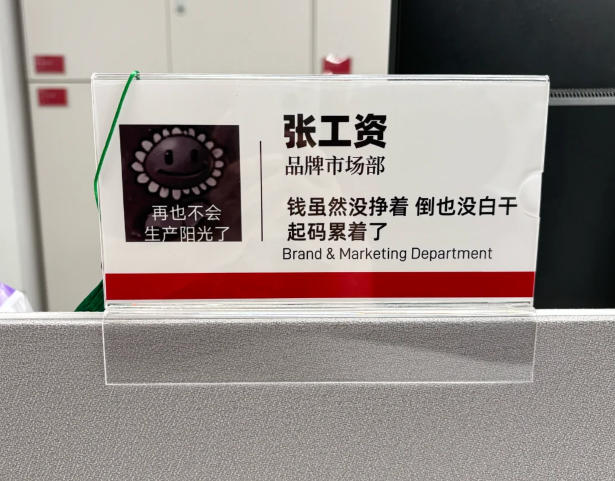 再也不会
生产阳光了
张工资
品牌市场部
钱虽然没挣着 倒也没白干
起码累着了
Brand & Marketing Department